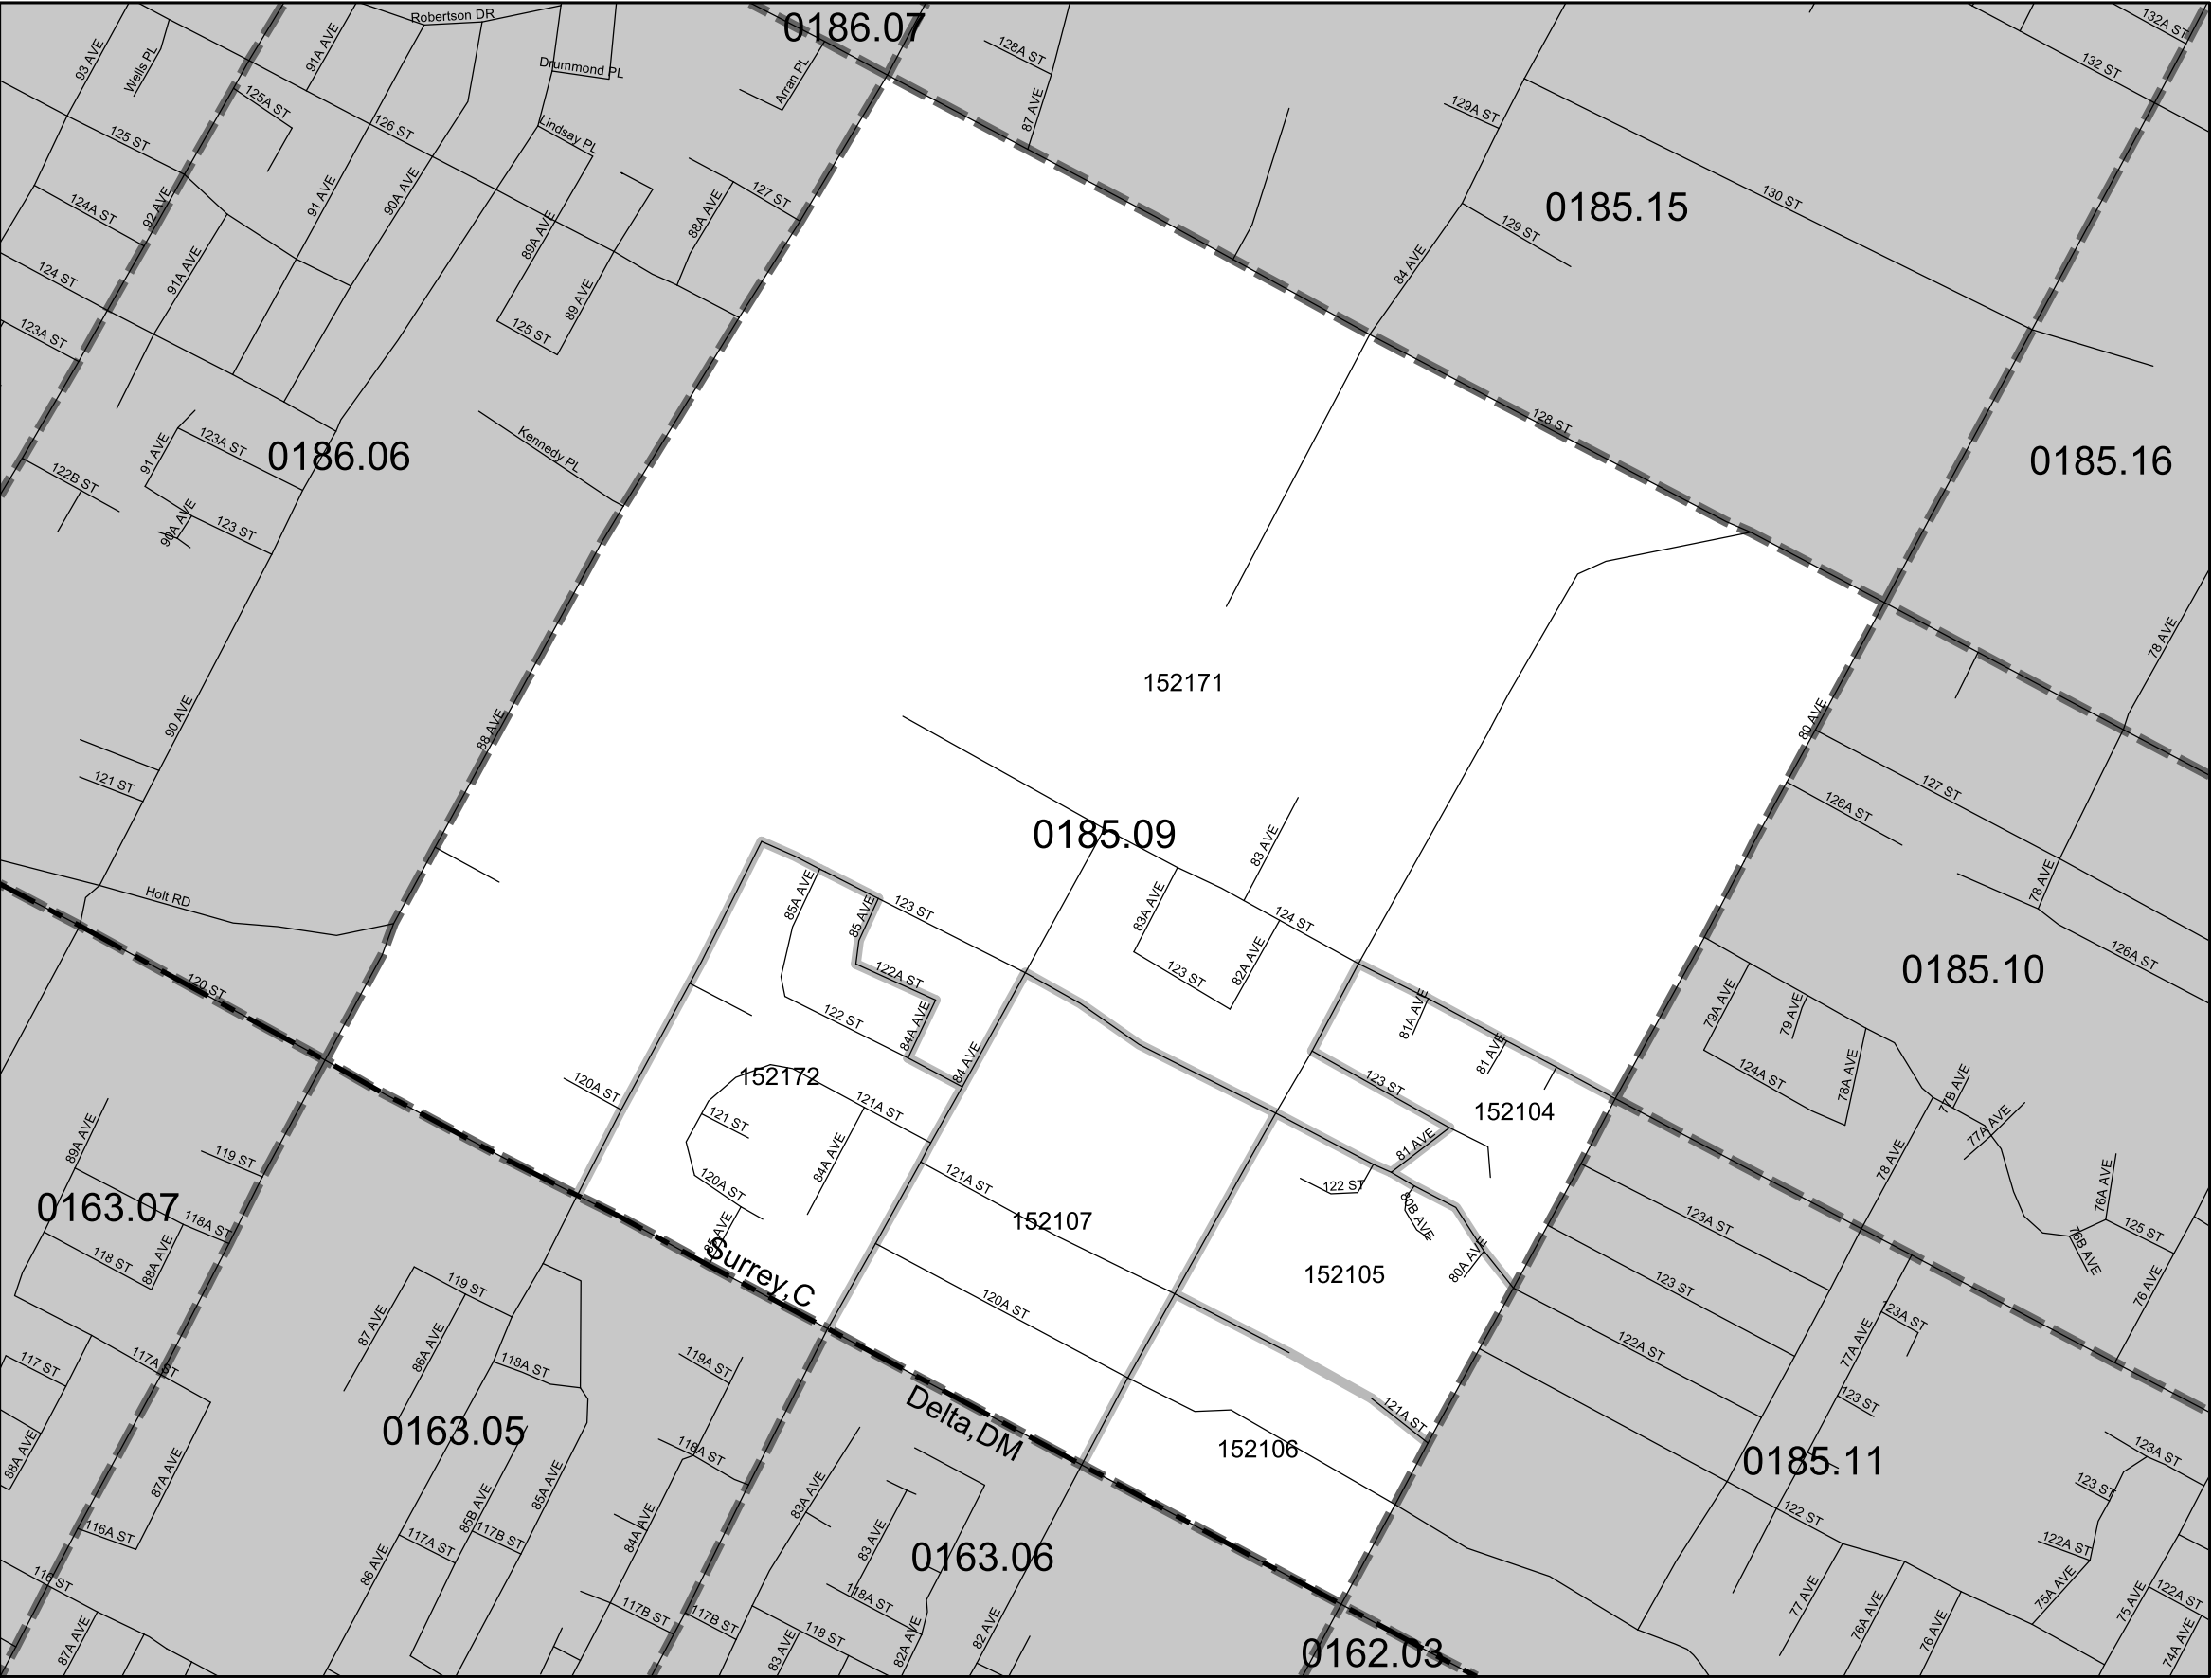 Robertson DR
0186.07
132A ST
93 AVE
Wells PL
91A AVE
Drummond PL
Arran PL
128A ST
132 ST
125A ST
87 AVE
129A ST
125 ST
126 ST
Lindsay PL
127 ST
88A AVE
130 ST
124A ST
92 AVE
91 AVE
90A AVE
89A AVE
0185.15
129 ST
124 ST
91A AVE
84 AVE
89 AVE
123A ST
125 ST
128 ST
91 AVE
123A ST
0186.06
Kennedy PL
0185.16
122B ST
90A AVE
123 ST
78 AVE
152171
90 AVE
88 AVE
80 AVE
121 ST
127 ST
126A ST
0185.09
83 AVE
Holt RD
85A AVE
85 AVE
123 ST
83A AVE
124 ST
78 AVE
126A ST
120 ST
122A ST
123 ST
82A AVE
0185.10
122 ST
84A AVE
81A AVE
79A AVE
79 AVE
84 AVE
81 AVE
124A ST
78A AVE
77B AVE
152172
120A ST
121A ST
123 ST
152104
77A AVE
121 ST
84A AVE
81 AVE
78 AVE
89A AVE
119 ST
120A ST
121A ST
122 ST
80B AVE
76A AVE
0163.07
118A ST
152107
123A ST
125 ST
118 ST
88A AVE
85 AVE
Surrey,C
152105
80A AVE
76B AVE
119 ST
120A ST
123 ST
76 AVE
87 AVE
86A AVE
123A ST
117 ST
117A ST
118A ST
119A ST
122A ST
77A AVE
88A AVE
0163.05
Delta,DM
121A ST
123 ST
87A AVE
118A ST
152106
0185.11
123A ST
85A AVE
85B AVE
83A AVE
123 ST
116A ST
117A ST
117B ST
84A AVE
83 AVE
122 ST
122A ST
116 ST
86 AVE
0163.06
118A ST
77 AVE
75A AVE
122A ST
87A AVE
117B ST
117B ST
118 ST
83 AVE
82A AVE
82 AVE
0162.03
76A AVE
76 AVE
75 AVE
74A AVE